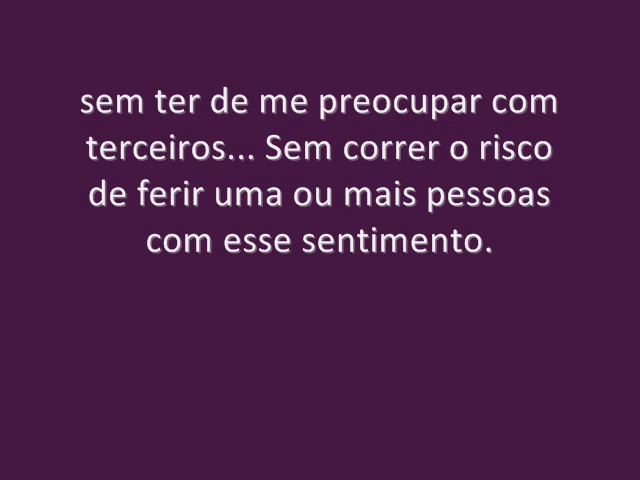 sem ter de me preocupar com
terceiros... Sem correr o risco
de ferir uma ou mais pessoas
com esse sentimento.